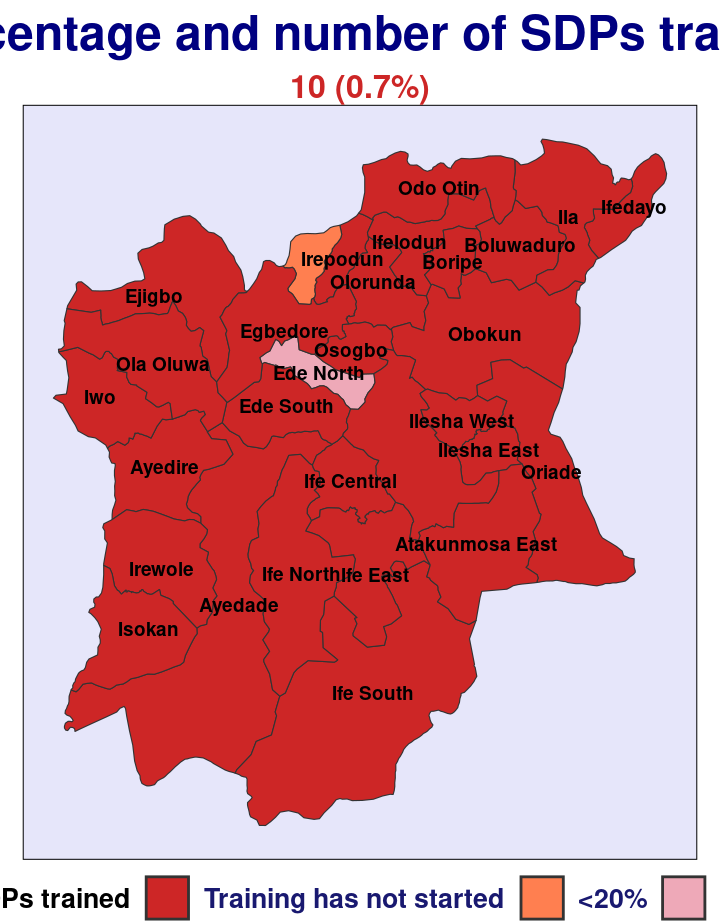 centage and number of SDPs tra
10 (0.7%)
Odo Otin
Ila
Ifedayo
Ifelodun
Boluwaduro
Irepodun
Boripe
Olorunda
Ejigbo
Egbedore
Obokun
Osogbo
Ola Oluwa
Ede North
Iwo
Ede South
Ilesha West
Ilesha East
Ayedire
Oriade
Ife Central
Atakunmosa East
Irewole
Ife North
Ife East
Ayedade
Isokan
Ife South
Ps trained Training has not started <20%